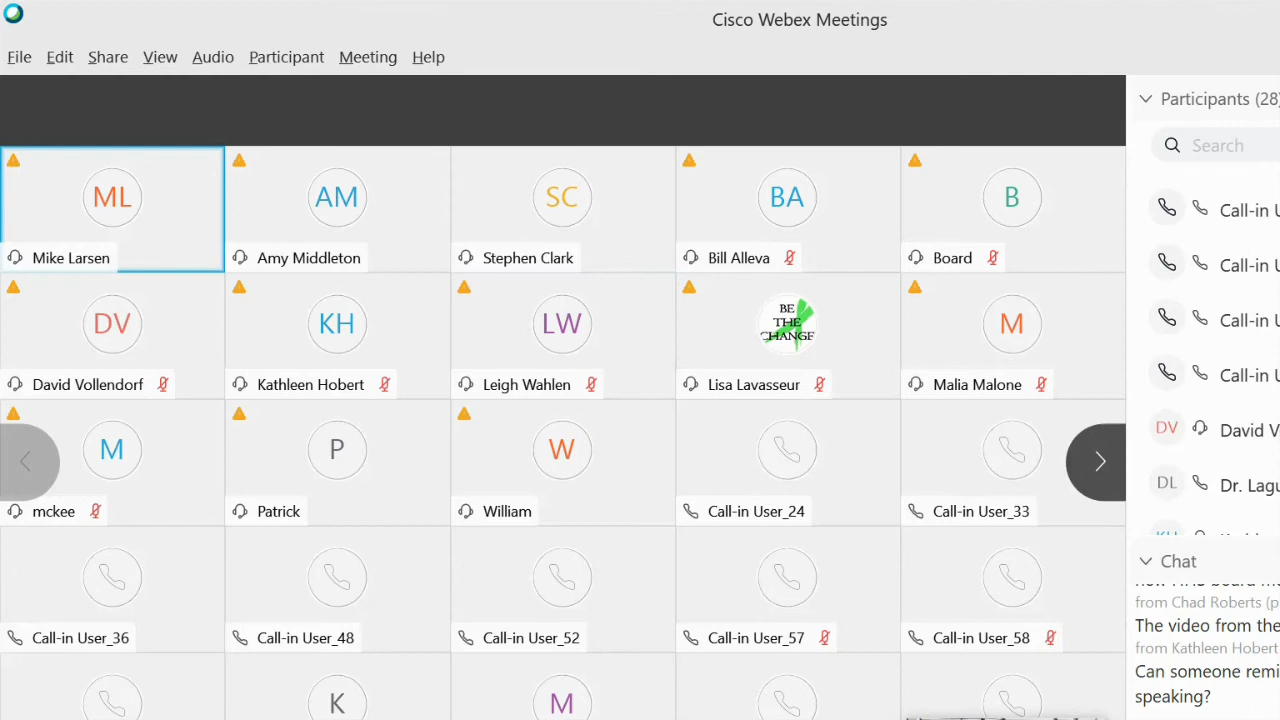 Cisco Webex Meetings
File Edit Share View Audio Participant Meeting Help
Participants (28)
Search
ML
AM
SC
BA
B
Mike Larsen
Amy Middleton
Stephen Clark
Bill Alleva
Board
Call-in U
Call-in U
Call-in U
Call-in U
DV
KH
LW
BE
THE
CHANGE
M
David Vollendorf
Kathleen Hobert
Leigh Wahlen
Lisa Lavasseur
Malia Malone
M
P
W
mckee
Patrick
William
Call-in User_24
Call-in User_33
DV David V
DL Dr. Lagu
KH
Call-in User_36
Call-in User_48
Call-in User_52
Call-in User_57
Call-in User_58
K
M
Chat
from Chad Roberts (p
The video from the
from Kathleen Hobert
Can someone remi
speaking?